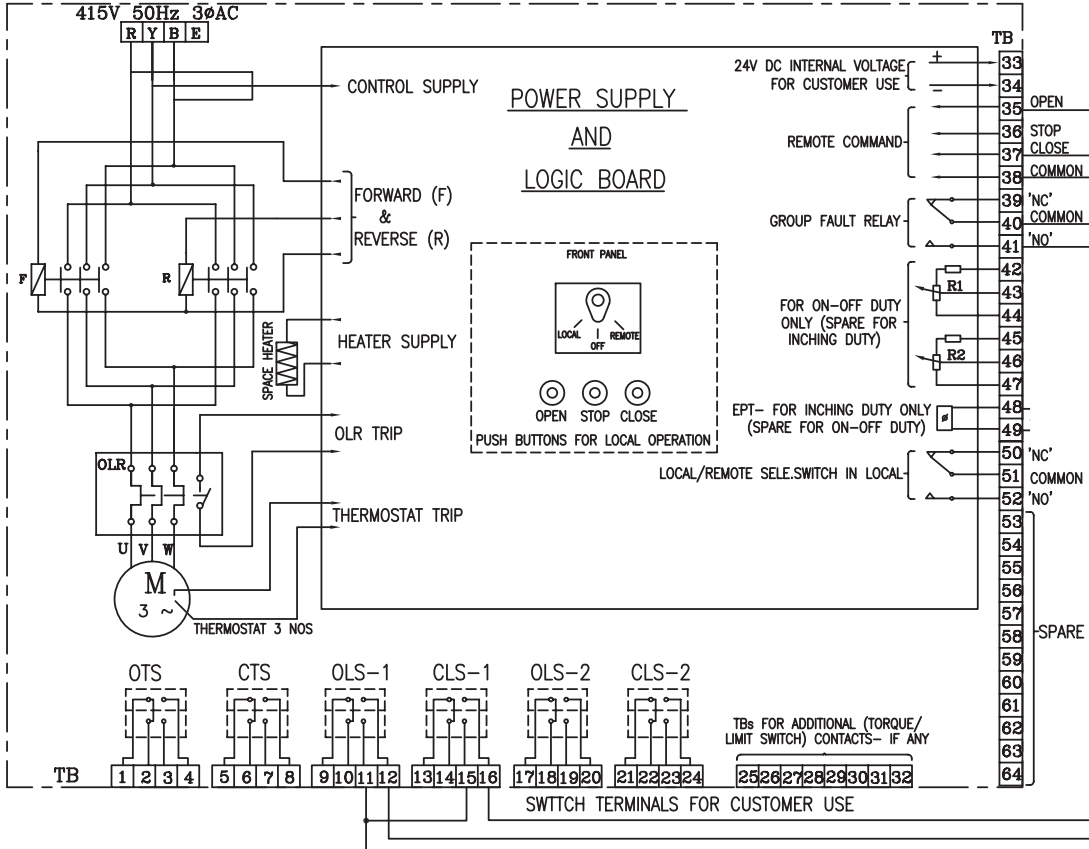 415V 50Hz 3øAC
R Y B E
TB
CONTROL SUPPLY
POWER SUPPLY
AND
LOGIC BOARD
24V DC INTERNAL VOLTAGE
FOR CUSTOMER USE
+
-
REMOTE COMMAND
GROUP FAULT RELAY
FORWARD (F)
&
REVERSE (R)
F
R
FRONT PANEL
LOCAL
OFF
REMOTE
OPEN STOP CLOSE
PUSH BUTTONS FOR LOCAL OPERATION
SPACE HEATER
HEATER SUPPLY
FOR ON-OFF DUTY
ONLY (SPARE FOR
INCHING DUTY)
R1
R2
OLR TRIP
EPT- FOR INCHING DUTY ONLY
(SPARE FOR ON-OFF DUTY)
ø
LOCAL/REMOTE SELE.SWITCH IN LOCAL
OLR
THERMOSTAT TRIP
U V W
M
3 ~
THERMOSTAT 3 NOS
33
34
35 OPEN
36 STOP
37 CLOSE
38 COMMON
39 'NC'
40 COMMON
41 'NO'
42
43
44
45
46
47
48
49
50 'NC'
51 COMMON
52 'NO'
53
54
55
56
57
58
59
60
61
62
63
64
SPARE
OTS CTS OLS-1 CLS-1 OLS-2 CLS-2
TBs FOR ADDITIONAL (TORQUE/
LIMIT SWITCH) CONTACTS- IF ANY
TB 1 2 3 4 5 6 7 8 9 10 11 12 13 14 15 16 17 18 19 20 21 22 23 24 25 26 27 28 29 30 31 32
SWTTCH TERMINALS FOR CUSTOMER USE